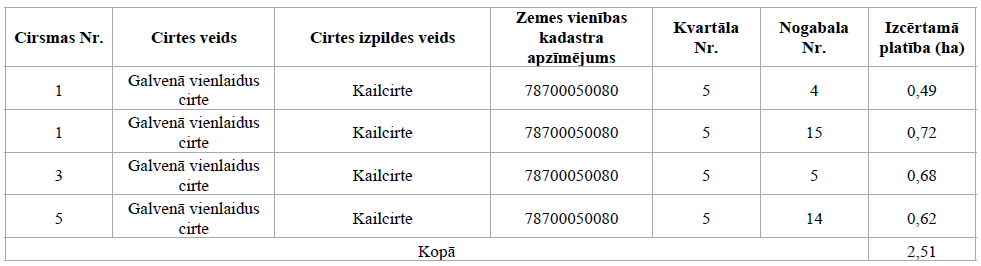 Cirsmas Nr. Cirtes veids Cirtes izpildes veids Zemes vienības kadastra apzīmējums Kvartāla Nr. Nogabala Nr. Izcērtamā platība (ha)
1 Galvenā vienlaidus cirte Kailcirte 78700050080 5 4 0,49
1 Galvenā vienlaidus cirte Kailcirte 78700050080 5 15 0,72
3 Galvenā vienlaidus cirte Kailcirte 78700050080 5 5 0,68
5 Galvenā vienlaidus cirte Kailcirte 78700050080 5 14 0,62
Kopā 2,51